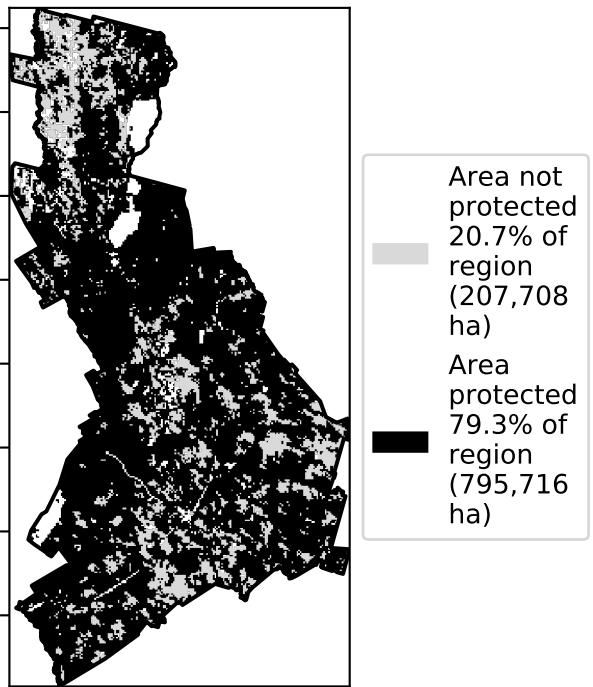 Area not
protected
20.7% of
region
(207,708
ha)
Area
protected
79.3% of
region
(795,716
ha)